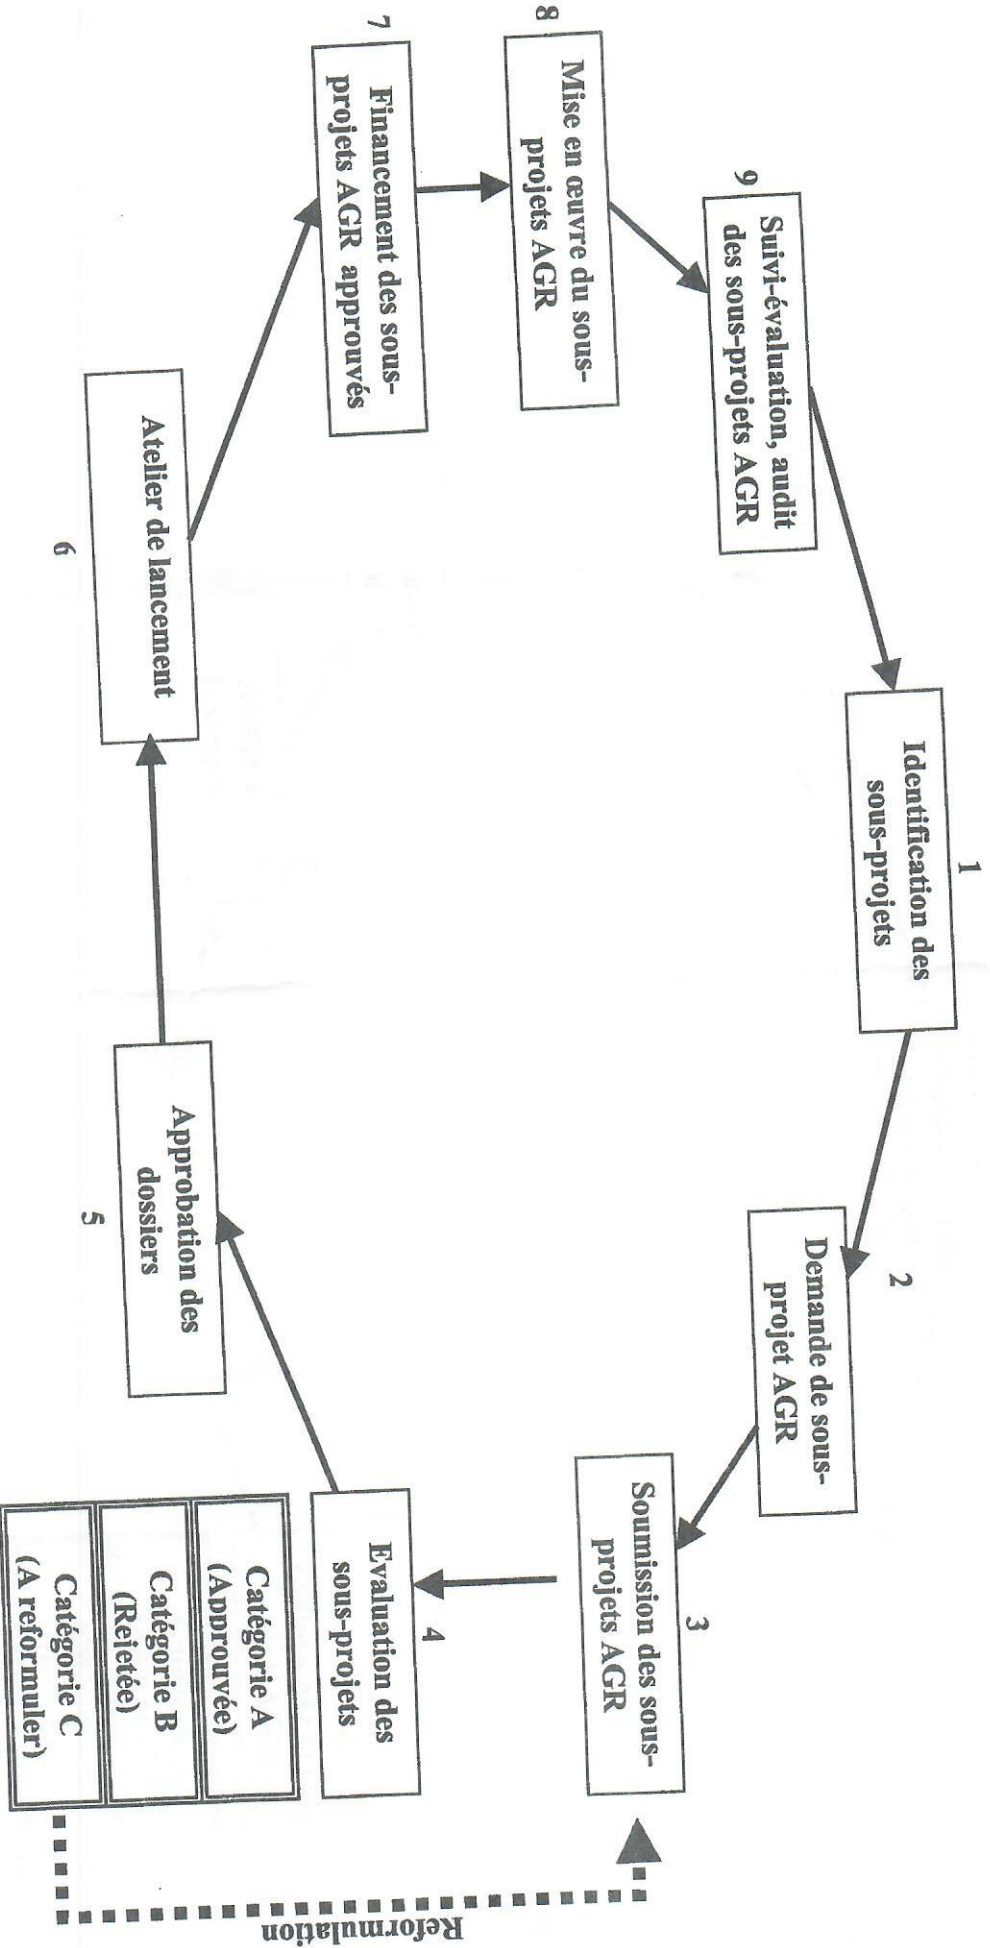 1
Identification des
sous-projets
2
Demande de sous-
projet AGR
3
Soumission des sous-
projets AGR
4
Evaluation des
sous-projets
Catégorie A
(Approuvée)
Catégorie B
(Rejetée)
Catégorie C
(A reformuler)
Reformulation
5
Approbation des
dossiers
6
Atelier de lancement
7
Financement des sous-
projets AGR approuvés
8
Mise en œuvre du sous-
projets AGR
9
Suivi-évaluation, audit
des sous-projets AGR